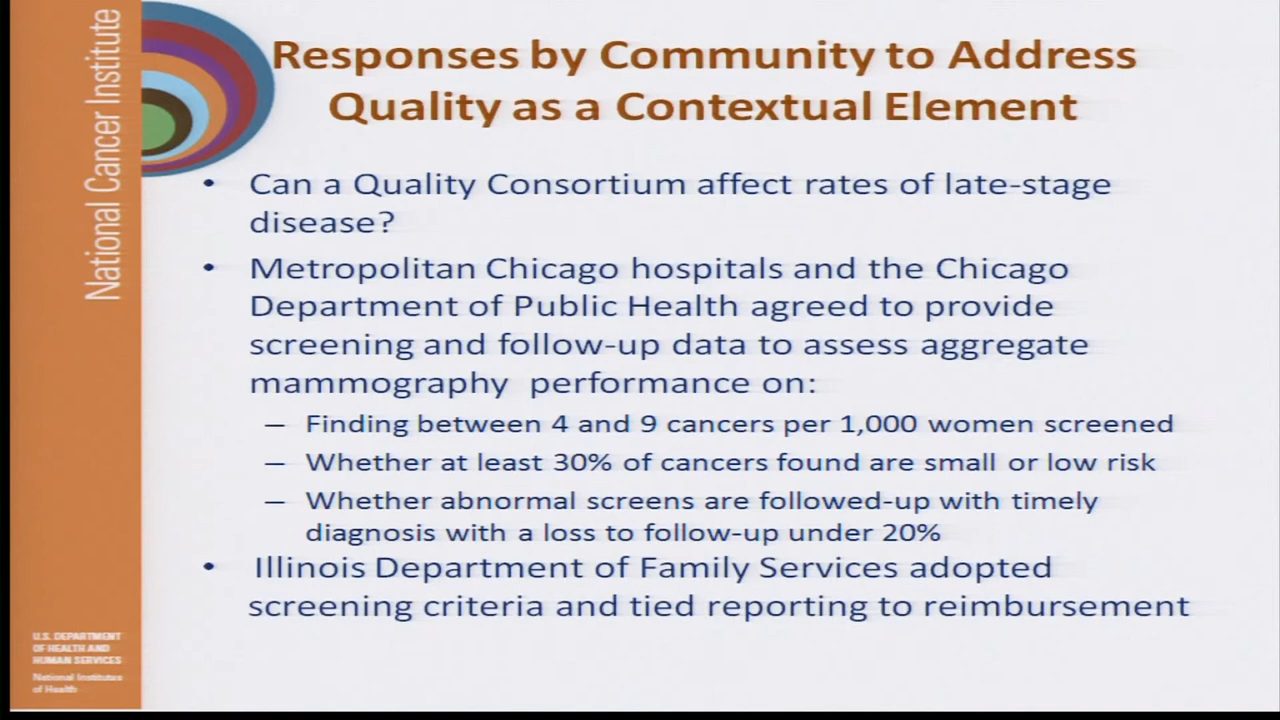 National Cancer Institute
Responses by Community to Address
Quality as a Contextual Element
• Can a Quality Consortium affect rates of late-stage
disease?
• Metropolitan Chicago hospitals and the Chicago
Department of Public Health agreed to provide
screening and follow-up data to assess aggregate
mammography performance on:
– Finding between 4 and 9 cancers per 1,000 women screened
– Whether at least 30% of cancers found are small or low risk
– Whether abnormal screens are followed-up with timely
diagnosis with a loss to follow-up under 20%
• Illinois Department of Family Services adopted
screening criteria and tied reporting to reimbursement
U.S. DEPARTMENT
OF HEALTH AND
HUMAN SERVICES
National Institutes
of Health